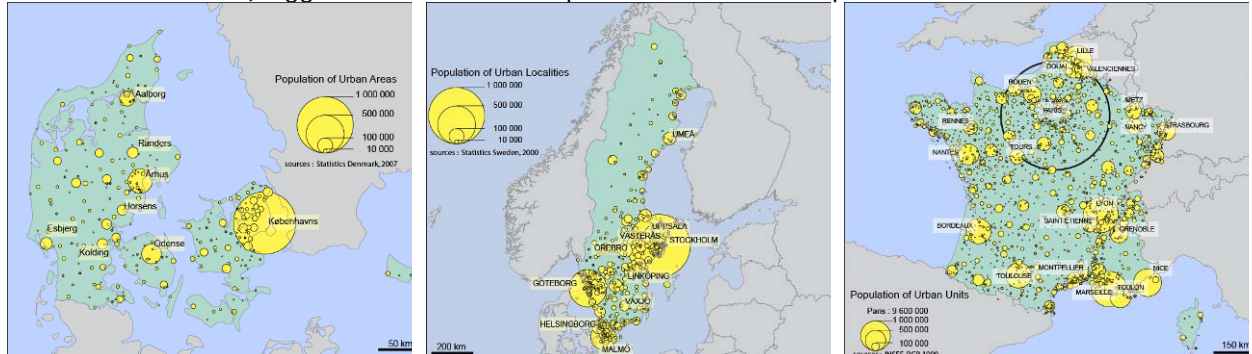 Population of Urban Areas
1 000 000
500 000
100 000
10 000
sources : Statistics Denmark, 2007
Aalborg
Randers
Århus
Horsens
Esbjerg
Kolding
Odense
Københavns
50 km
Population of Urban Localities
1 000 000
500 000
100 000
10 000
sources : Statistics Sweden, 2000
UMEÅ
UPPSALA
VÄSTERÅS
STOCKHOLM
ÖREBRO
LINKÖPING
GÖTEBORG
VÄXJÖ
HELSINGBORG
MALMÖ
200 km
LILLE
DOUAI
VALENCIENNES
ROUEN
PARIS
METZ
NANCY
STRASBOURG
RENNES
NANTES
TOURS
LYON
SAINT-ETIENNE
GRENOBLE
BORDEAUX
TOULOUSE
MONTPELLIER
NICE
MARSEILLE
TOULON
Population of Urban Units
Paris : 9 600 000
1 000 000
500 000
100 000
10 000
150 km